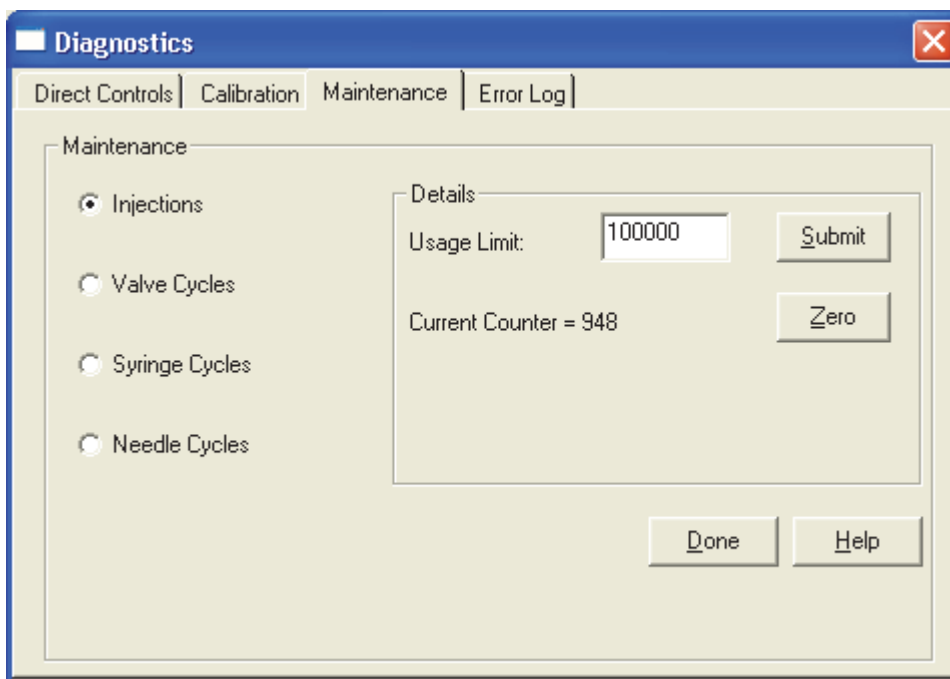 Diagnostics
Direct Controls Calibration Maintenance Error Log
Maintenance
Injections
Valve Cycles
Syringe Cycles
Needle Cycles
Details
Usage Limit: 100000 Submit
Current Counter = 948 Zero
Done Help